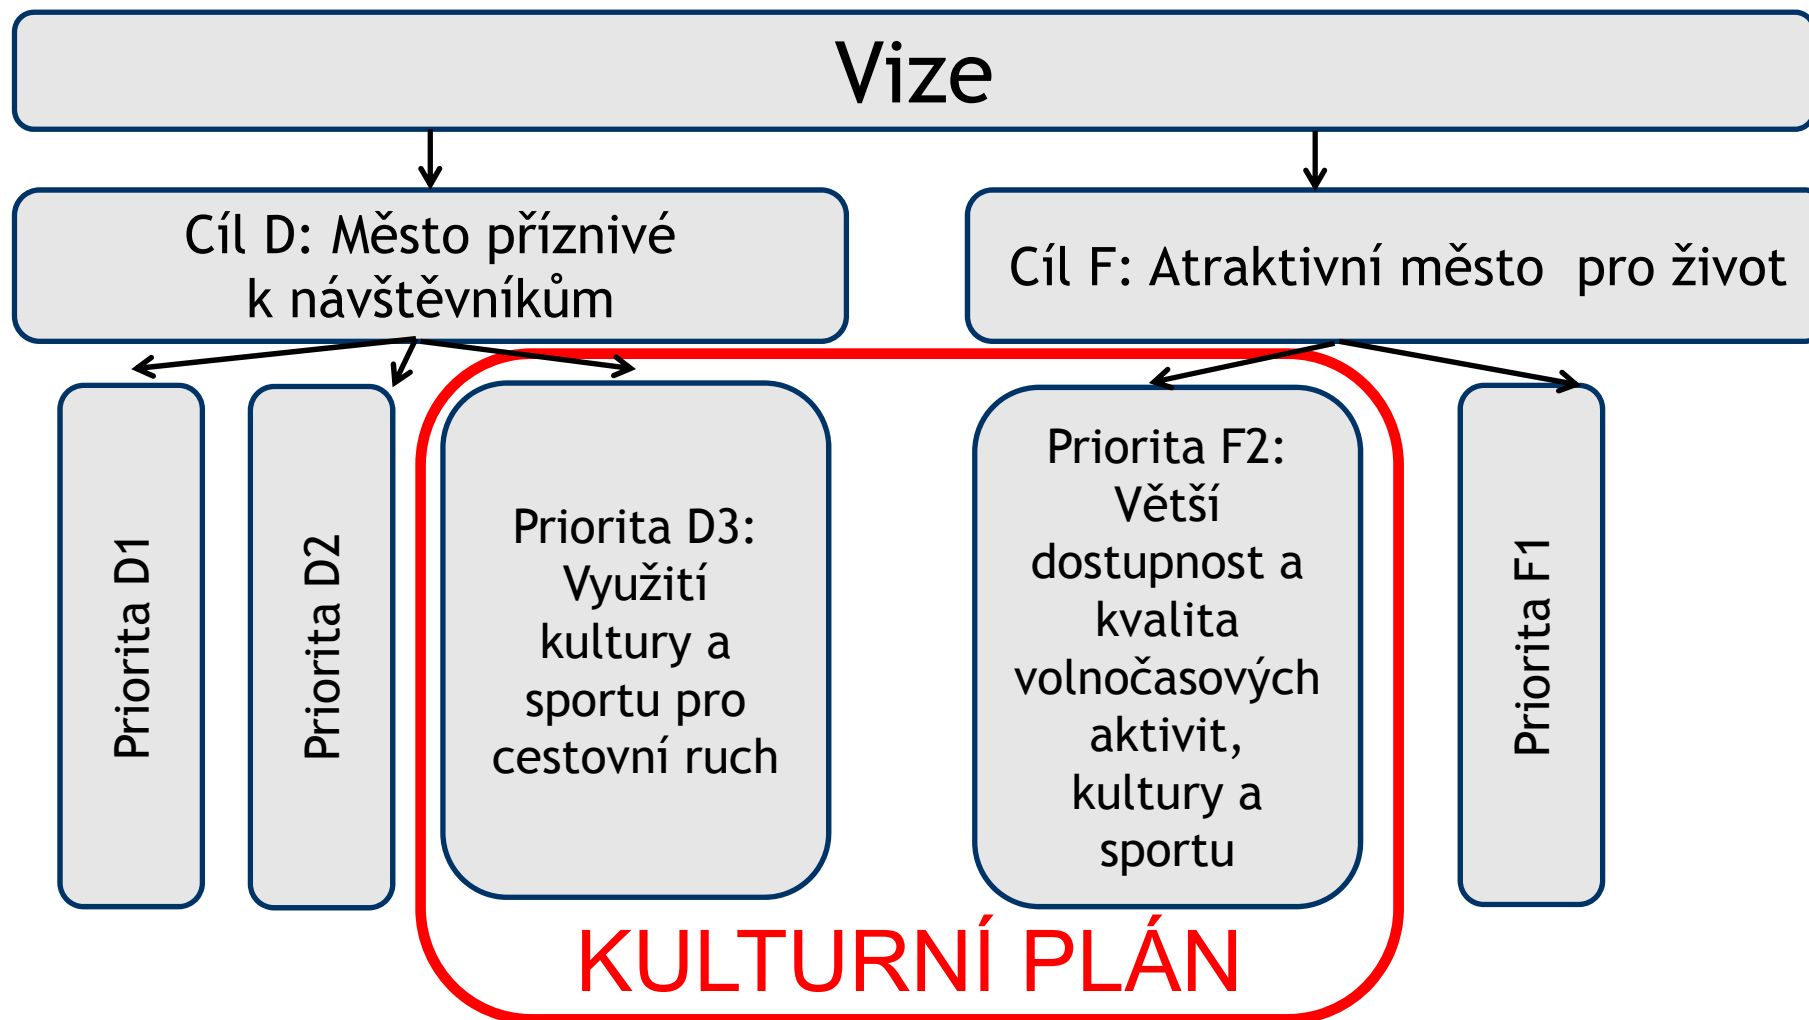 Vize
Cíl D: Město příznivé
k návštěvníkům
Cíl F: Atraktivní město  pro život
Priorita D1
Priorita D2
Priorita D3:
Využití
kultury a
sportu pro
cestovní ruch
Priorita F2:
Větší
dostupnost a
kvalita
volnočasových
aktivit,
kultury a
sportu
Priorita F1
KULTURNÍ PLÁN